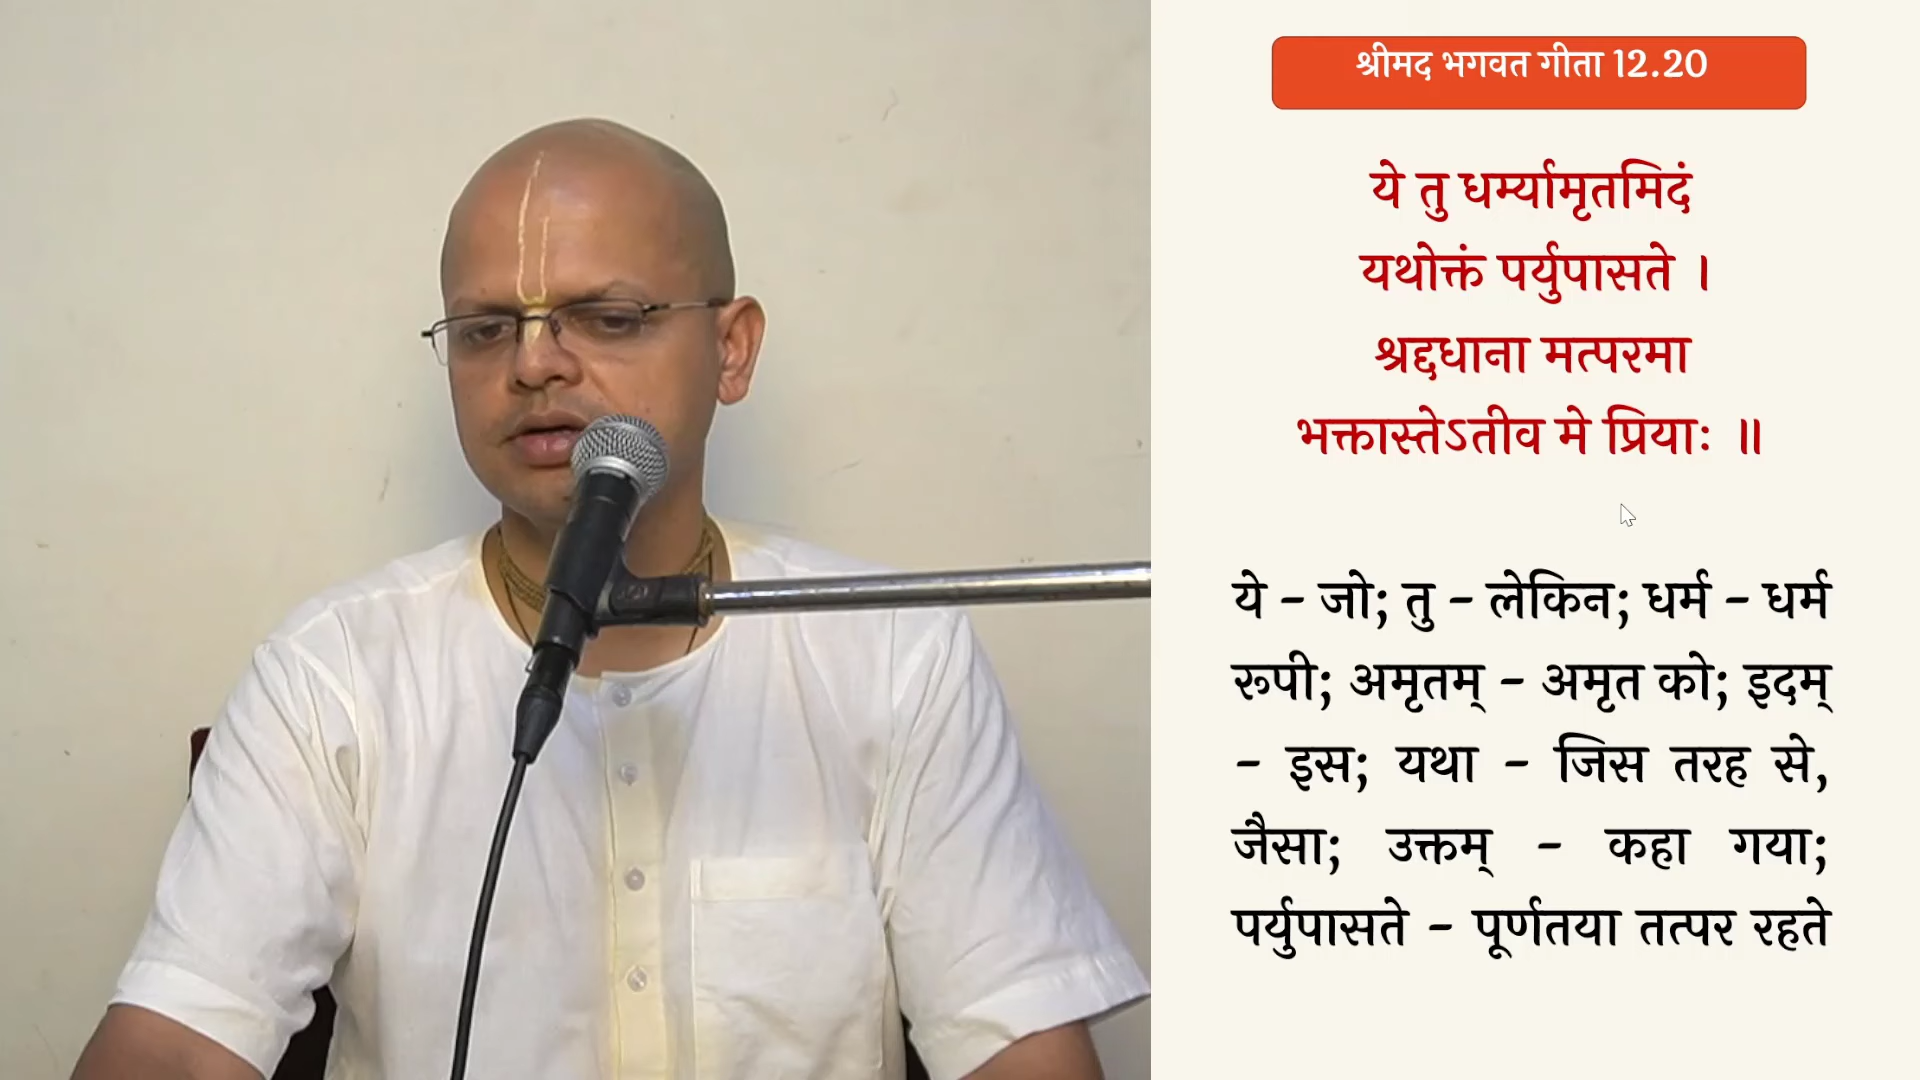 श्रीमद भगवत गीता 12.20
ये तु धर्म्यामृतमिदं
यथोक्तं पर्युपासते ।
श्रद्दधाना मत्परमा
भक्तास्तेऽतीव मे प्रियाः ॥
ये – जो; तु – लेकिन; धर्म – धर्म
रूपी; अमृतम् – अमृत को; इदम्
– इस; यथा – जिस तरह से,
जैसा; उक्तम् – कहा गया;
पर्युपासते – पूर्णतया तत्पर रहते